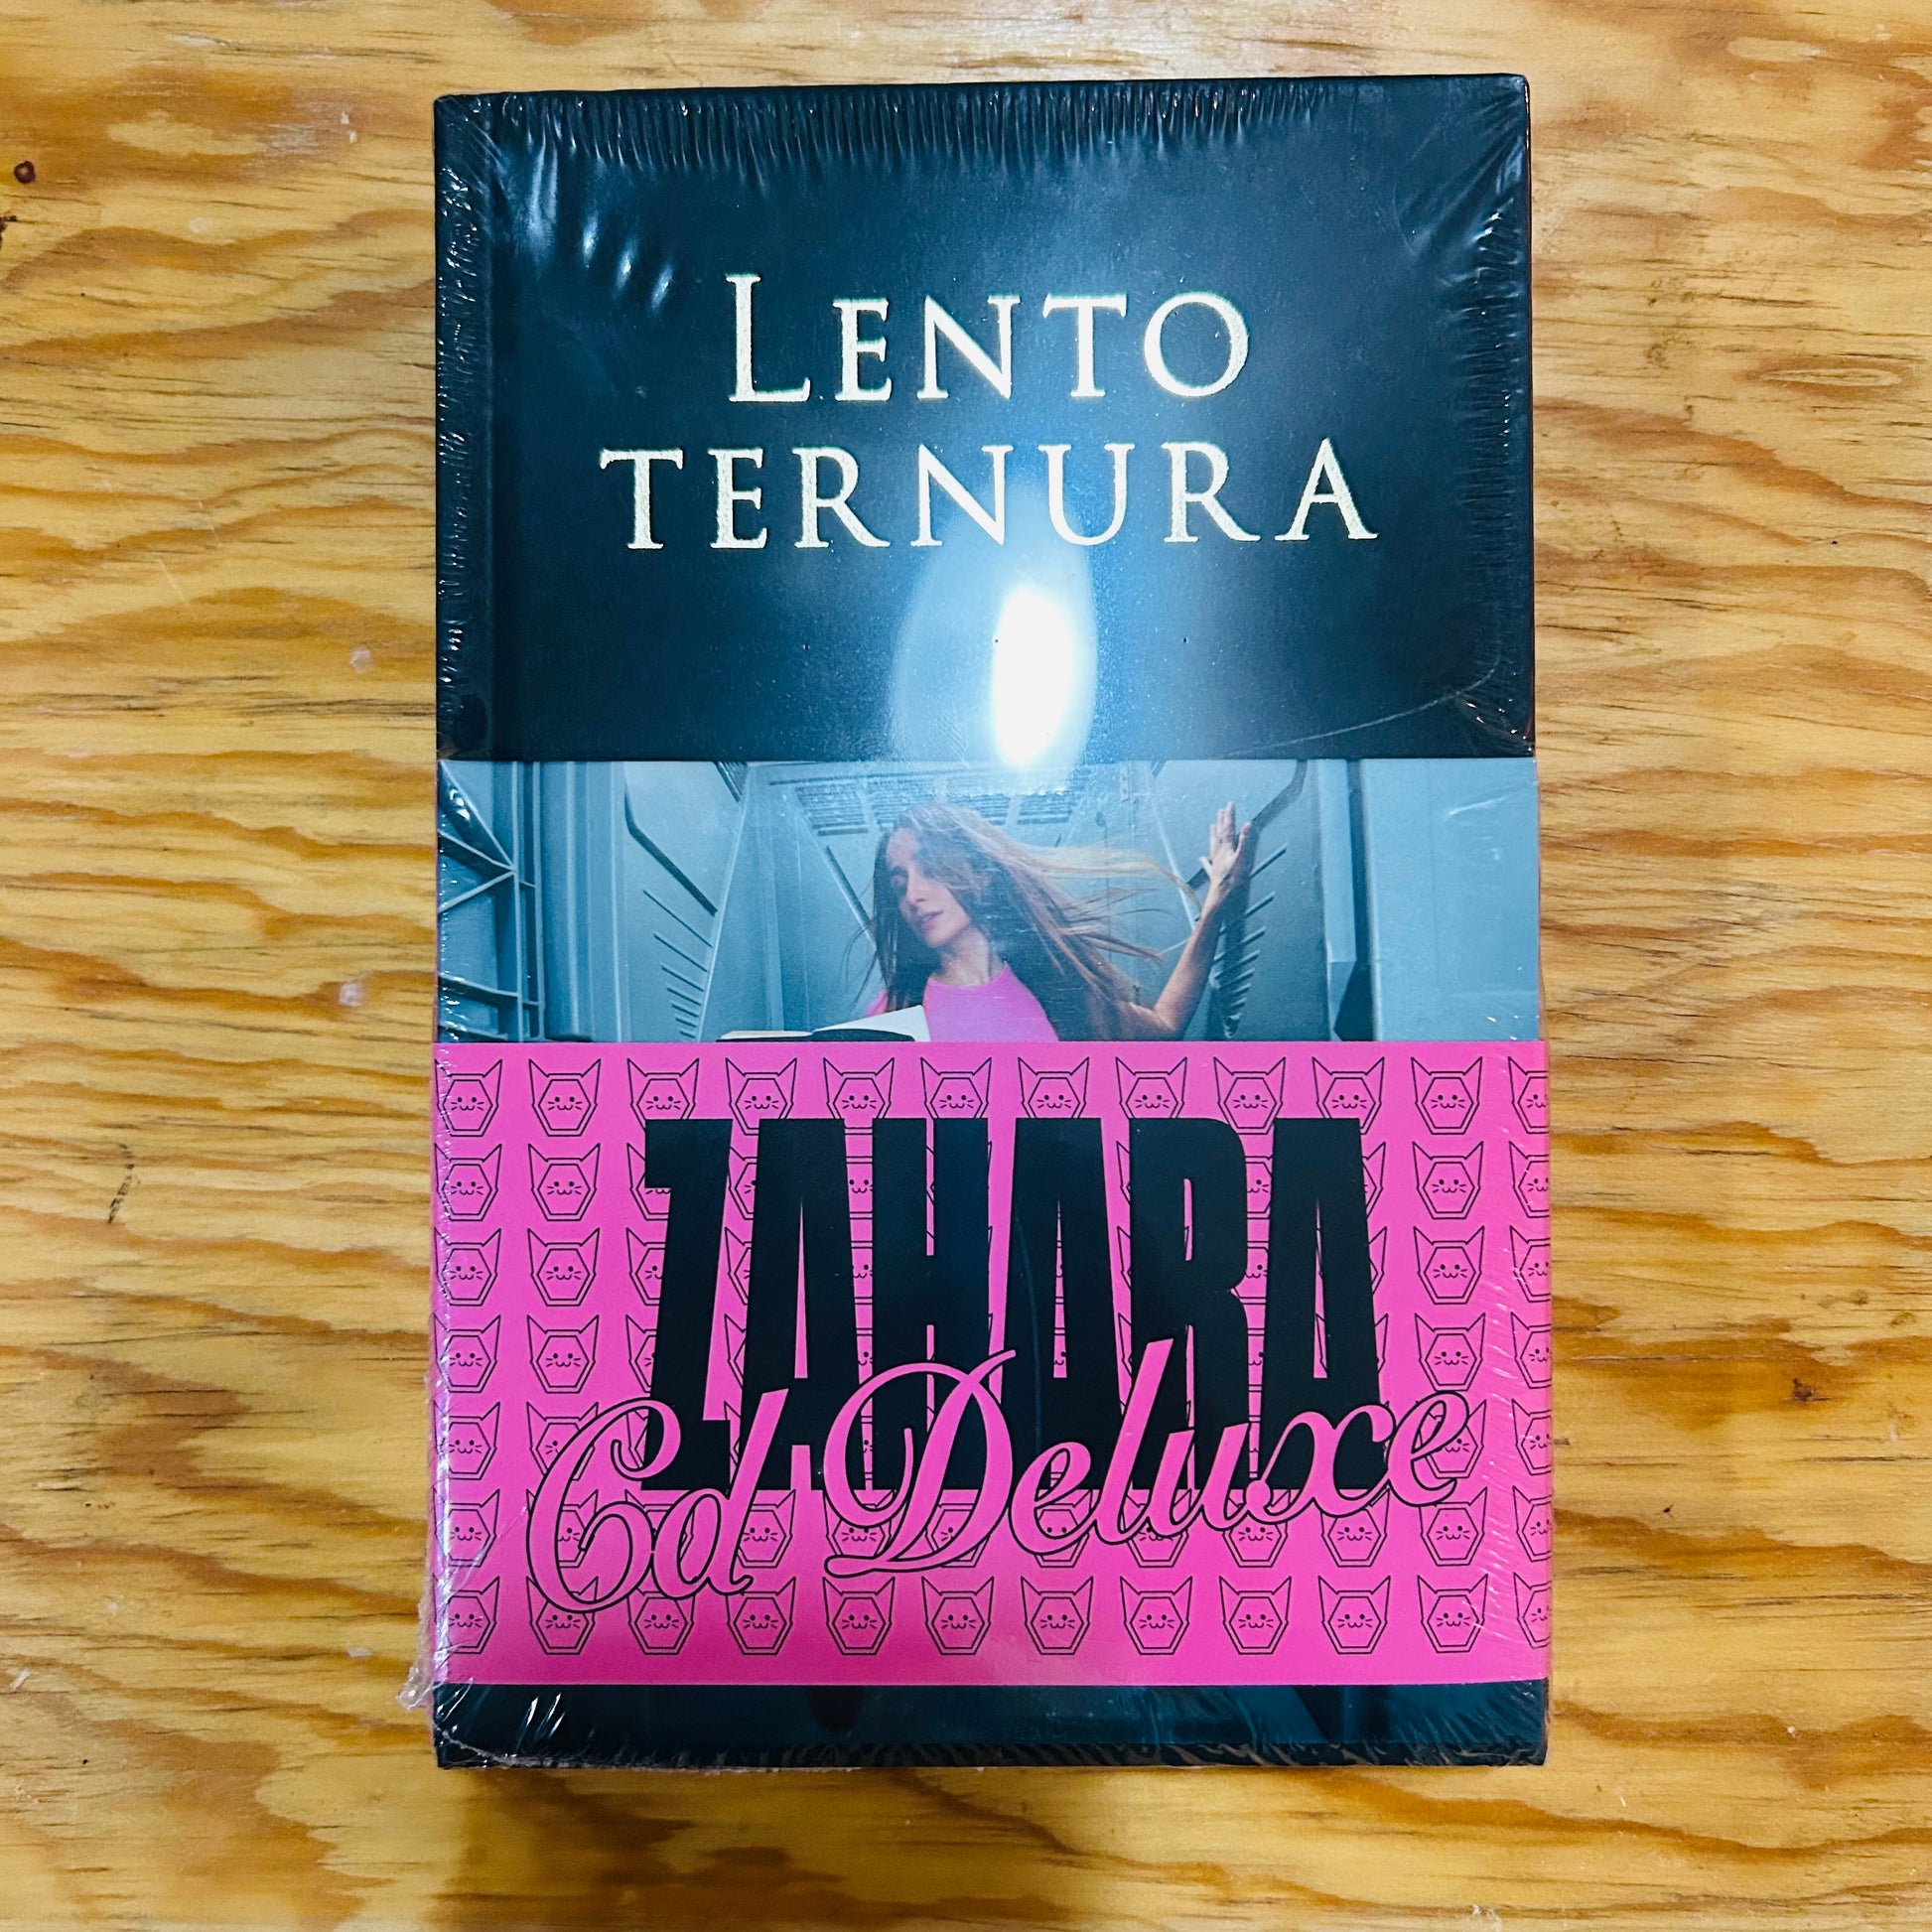 LENTO
TERNURA
ZAHARA
Cd Deluxe